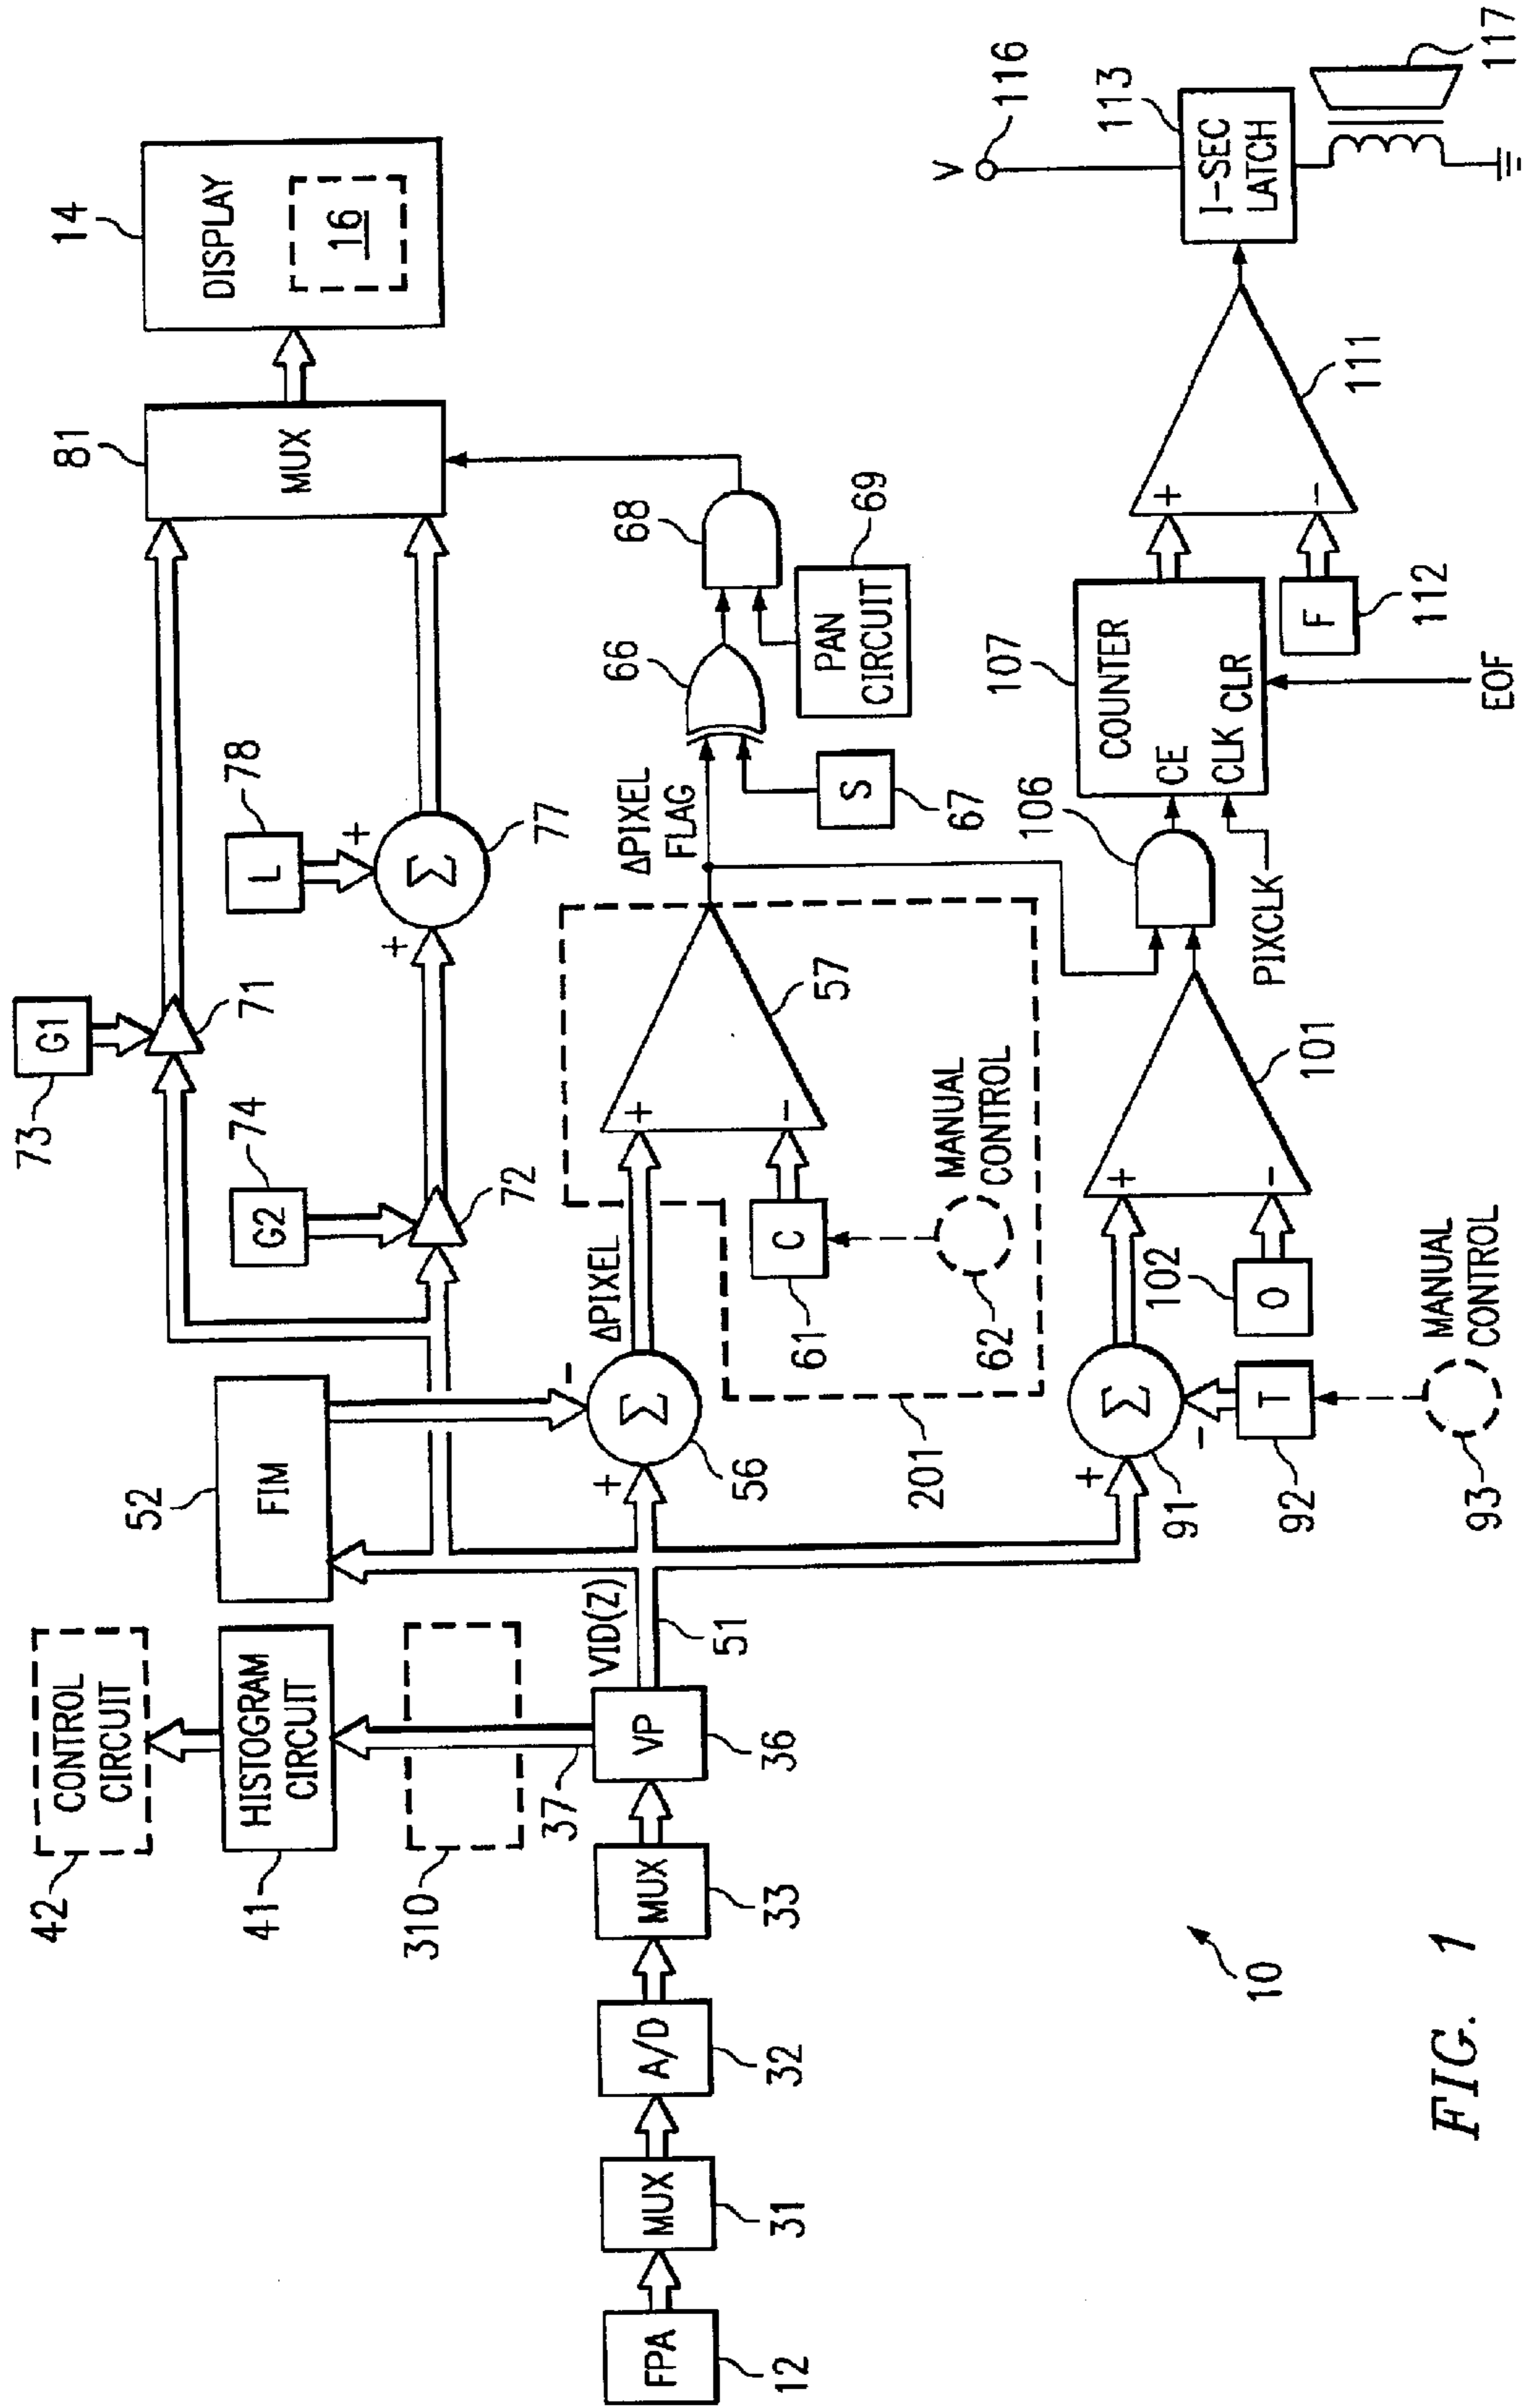 73
G1
71
74
G2
72
L
78
+
+
Σ
77
81
MUX
14
DISPLAY
16
42
CONTROL
CIRCUIT
41
HISTOGRAM
CIRCUIT
310
37
52
FIM
12
FPA
31
MUX
32
A/D
33
MUX
36
VP
VID(Z)
51
+
-
Σ
56
ΔPIXEL
+
-
57
C
61
62
MANUAL
CONTROL
201
ΔPIXEL
FLAG
66
S
67
68
PAN
CIRCUIT
69
+
-
Σ
91
T
92
93
MANUAL
CONTROL
102
O
+
-
101
106
PIXCLK
107
COUNTER
CE
CLK
CLR
EOF
F
112
+
-
111
V
116
113
1-SEC
LATCH
117
10
FIG. 1